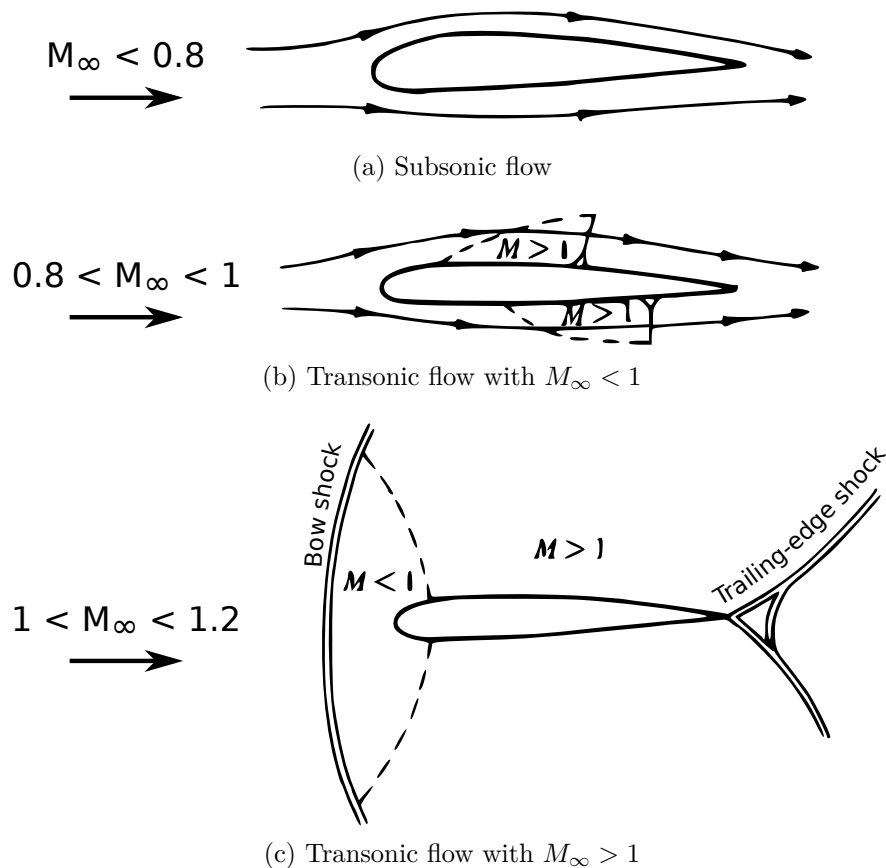 M∞ < 0.8
(a) Subsonic flow
M > 1
0.8 < M∞ < 1
M > 1
(b) Transonic flow with M∞ < 1
Bow shock
Trailing-edge shock
M > 1
M < 1
1 < M∞ < 1.2
(c) Transonic flow with M∞ > 1